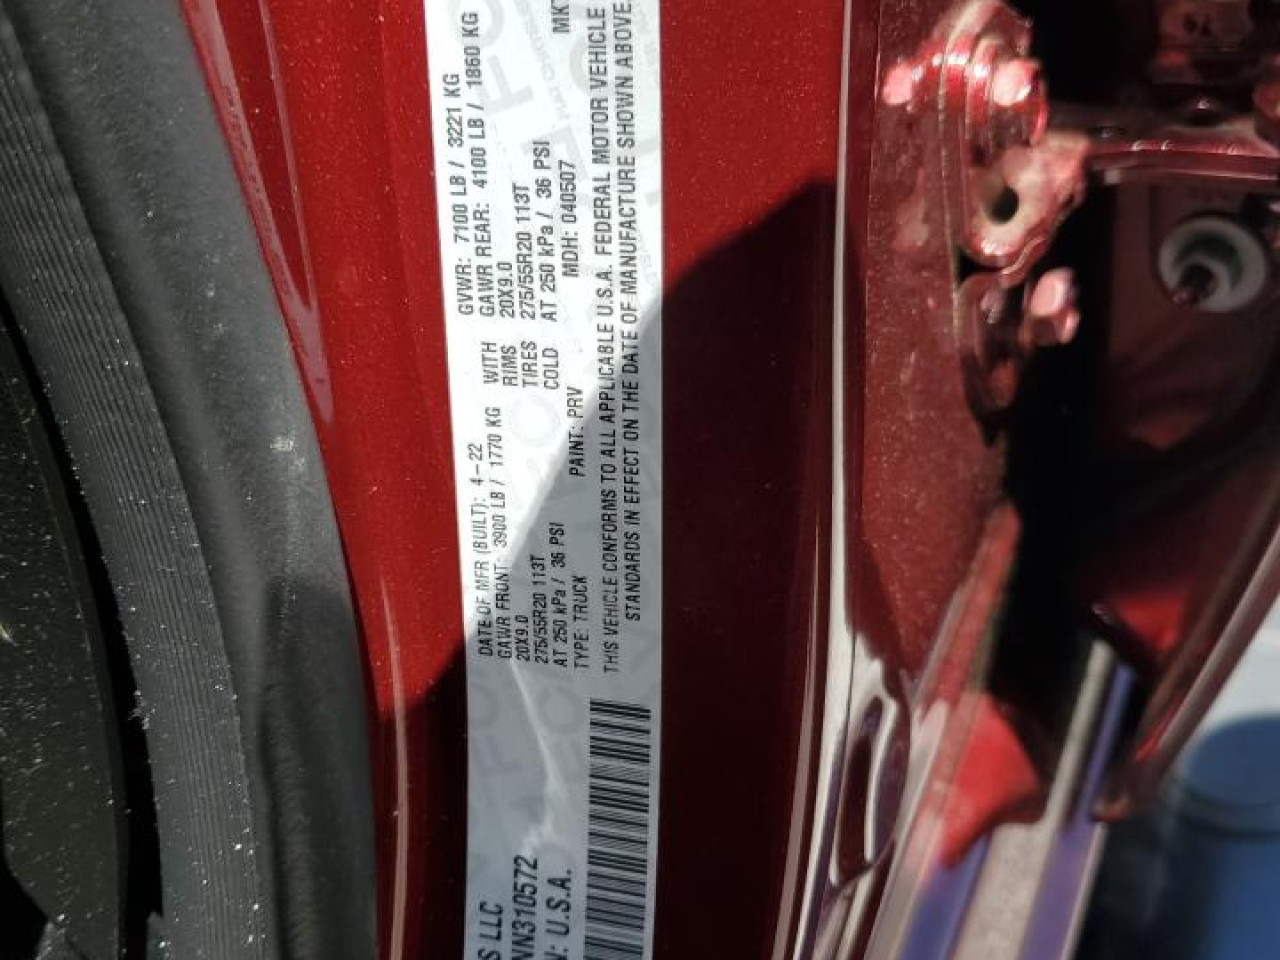 S LLC
NN310572
N: U.S.A.
DATE OF MFR (BUILT): 4-22
GVWR: 7100 LB / 3221 KG
GAWR FRONT: 3900 LB / 1770 KG WITH GAWR REAR: 4100 LB / 1860 KG
20X9.0 RIMS 20X9.0
275/55R20 113T TIRES 275/55R20 113T
AT 250 kPa / 36 PSI COLD AT 250 kPa / 36 PSI
TYPE: TRUCK PAINT: PRV MDH: 040507 MKT
THIS VEHICLE CONFORMS TO ALL APPLICABLE U.S.A. FEDERAL MOTOR VEHICLE
STANDARDS IN EFFECT ON THE DATE OF MANUFACTURE SHOWN ABOVE.